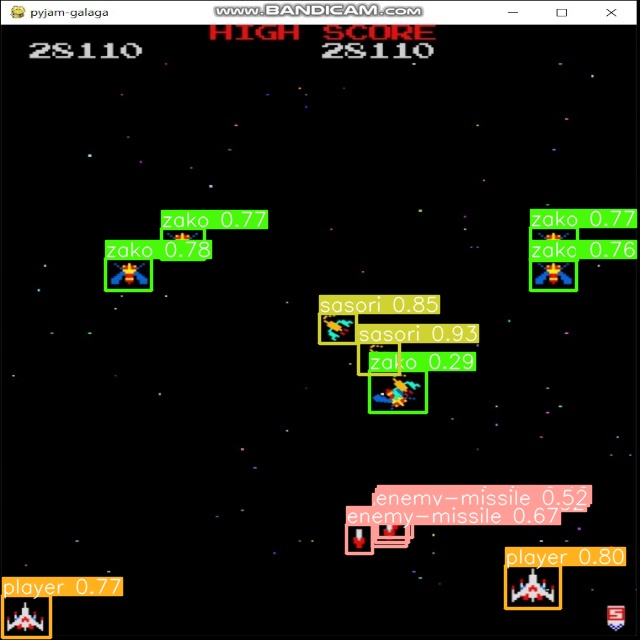 pyjam-galaga
www.BANDICAM.com
HIGH SCORE
28110 28110
zako 0.77
zako 0.77
zako 0.78
zako 0.76
sasori 0.85
sasori 0.93
zako 0.29
enemy-missile 0.52
enemy-missile 0.67
player 0.80
player 0.77
S